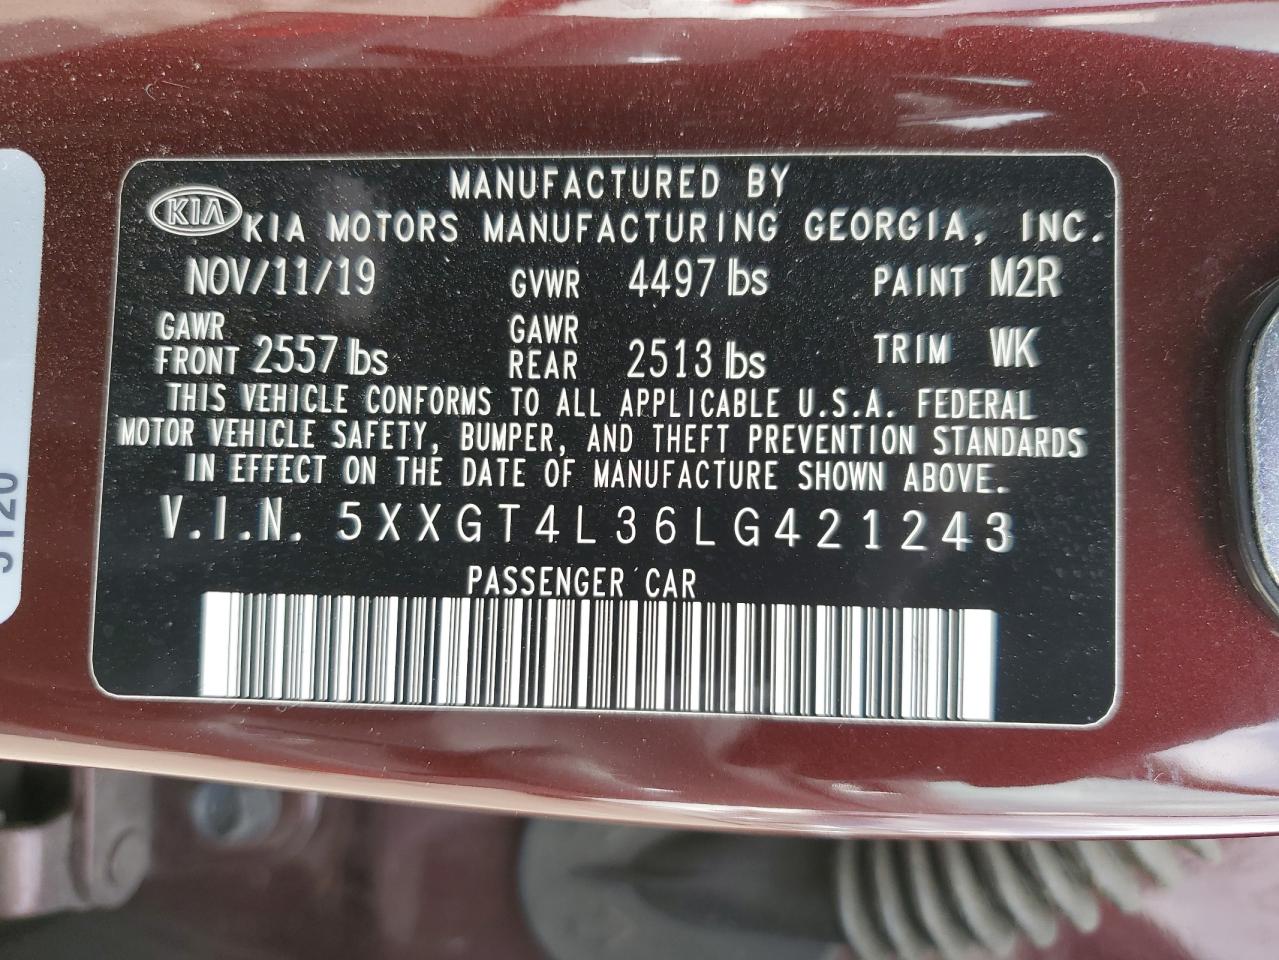 MANUFACTURED BY
KIA KIA MOTORS MANUFACTURING GEORGIA, INC.
NOV/11/19 GVWR 4497 lbs PAINT M2R
GAWR FRONT 2557 lbs GAWR REAR 2513 lbs TRIM WK
THIS VEHICLE CONFORMS TO ALL APPLICABLE U.S.A. FEDERAL
MOTOR VEHICLE SAFETY, BUMPER, AND THEFT PREVENTION STANDARDS
IN EFFECT ON THE DATE OF MANUFACTURE SHOWN ABOVE.
V.I.N. 5XXGT4L36LG421243
PASSENGER CAR